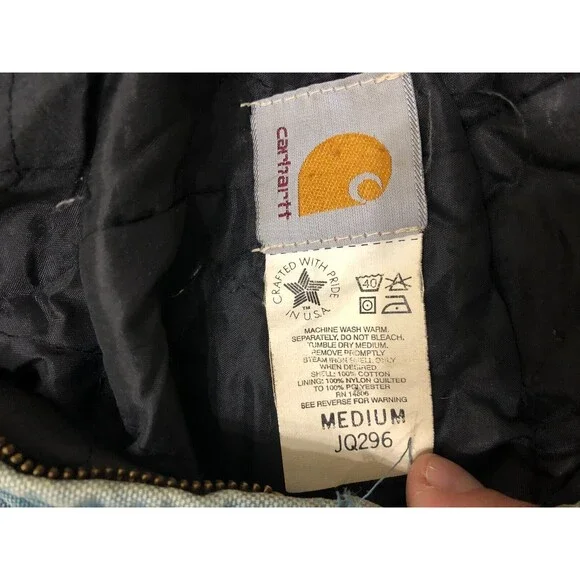 carhartt
CRAFTED WITH PRIDE
TM
IN U.S.A.
40
MACHINE WASH WARM.
SEPARATELY. DO NOT BLEACH.
TUMBLE DRY MEDIUM.
REMOVE PROMPTLY
STEAM IRON SHELL ONLY
WHEN DESIRED
SHELL: 100% COTTON
LINING: 100% NYLON QUILTED
TO 100% POLYESTER
RN 14806
SEE REVERSE FOR WARNING
MEDIUM
JQ296